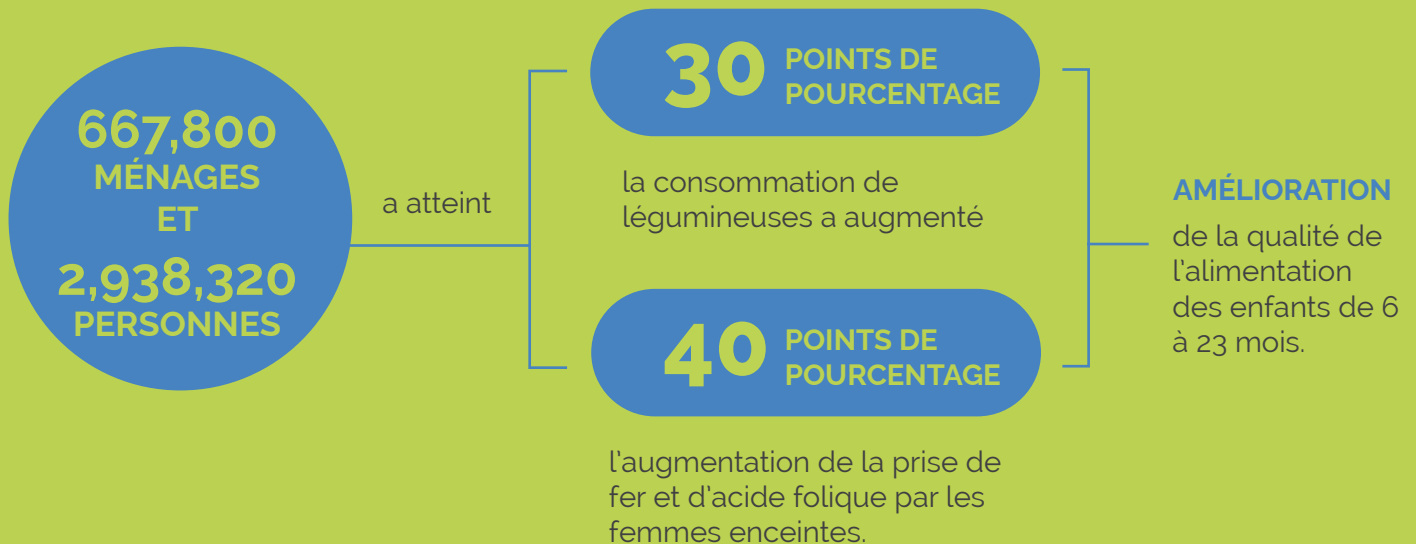 667,800
MÉNAGES
ET
2,938,320
PERSONNES
a atteint
30 POINTS DE
POURCENTAGE
la consommation de
légumineuses a augmenté
40 POINTS DE
POURCENTAGE
l'augmentation de la prise de
fer et d'acide folique par les
femmes enceintes.
AMÉLIORATION
de la qualité de
l'alimentation
des enfants de 6
à 23 mois.